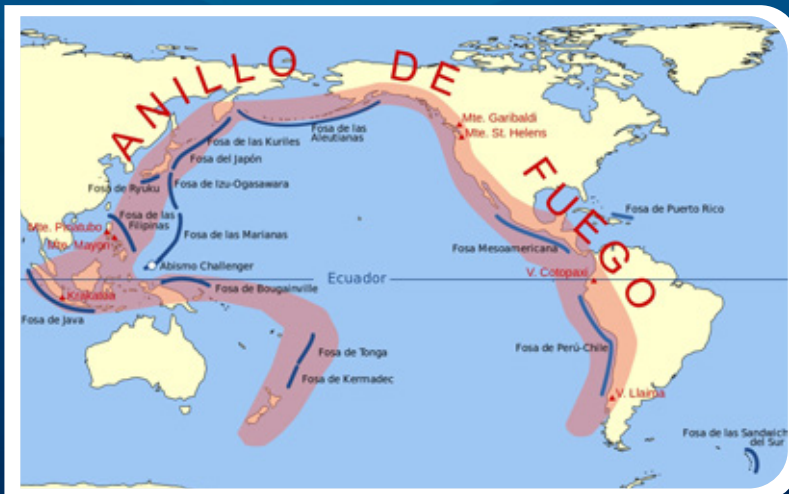 ANILLO DE FUEGO
Mte. Garibaldi
Mte. St. Helens
Fosa de las
Aleutianas
Fosa de las Kuriles
Fosa del Japón
Fosa de Ryuku
Fosa de Izu-Ogasawara
Fosa de Puerto Rico
Fosa de las
Filipinas
Mte. Pinatubo
Mte. Mayon
Fosa de las Marianas
Fosa Mesoamericana
Abismo Challenger
V. Cotopaxi
Ecuador
Fosa de Bougainville
Krakatúa
Fosa de Java
Fosa de Perú-Chile
Fosa de Tonga
Fosa de Kermadec
V. Llaima
Fosa de las Sandwich
del Sur